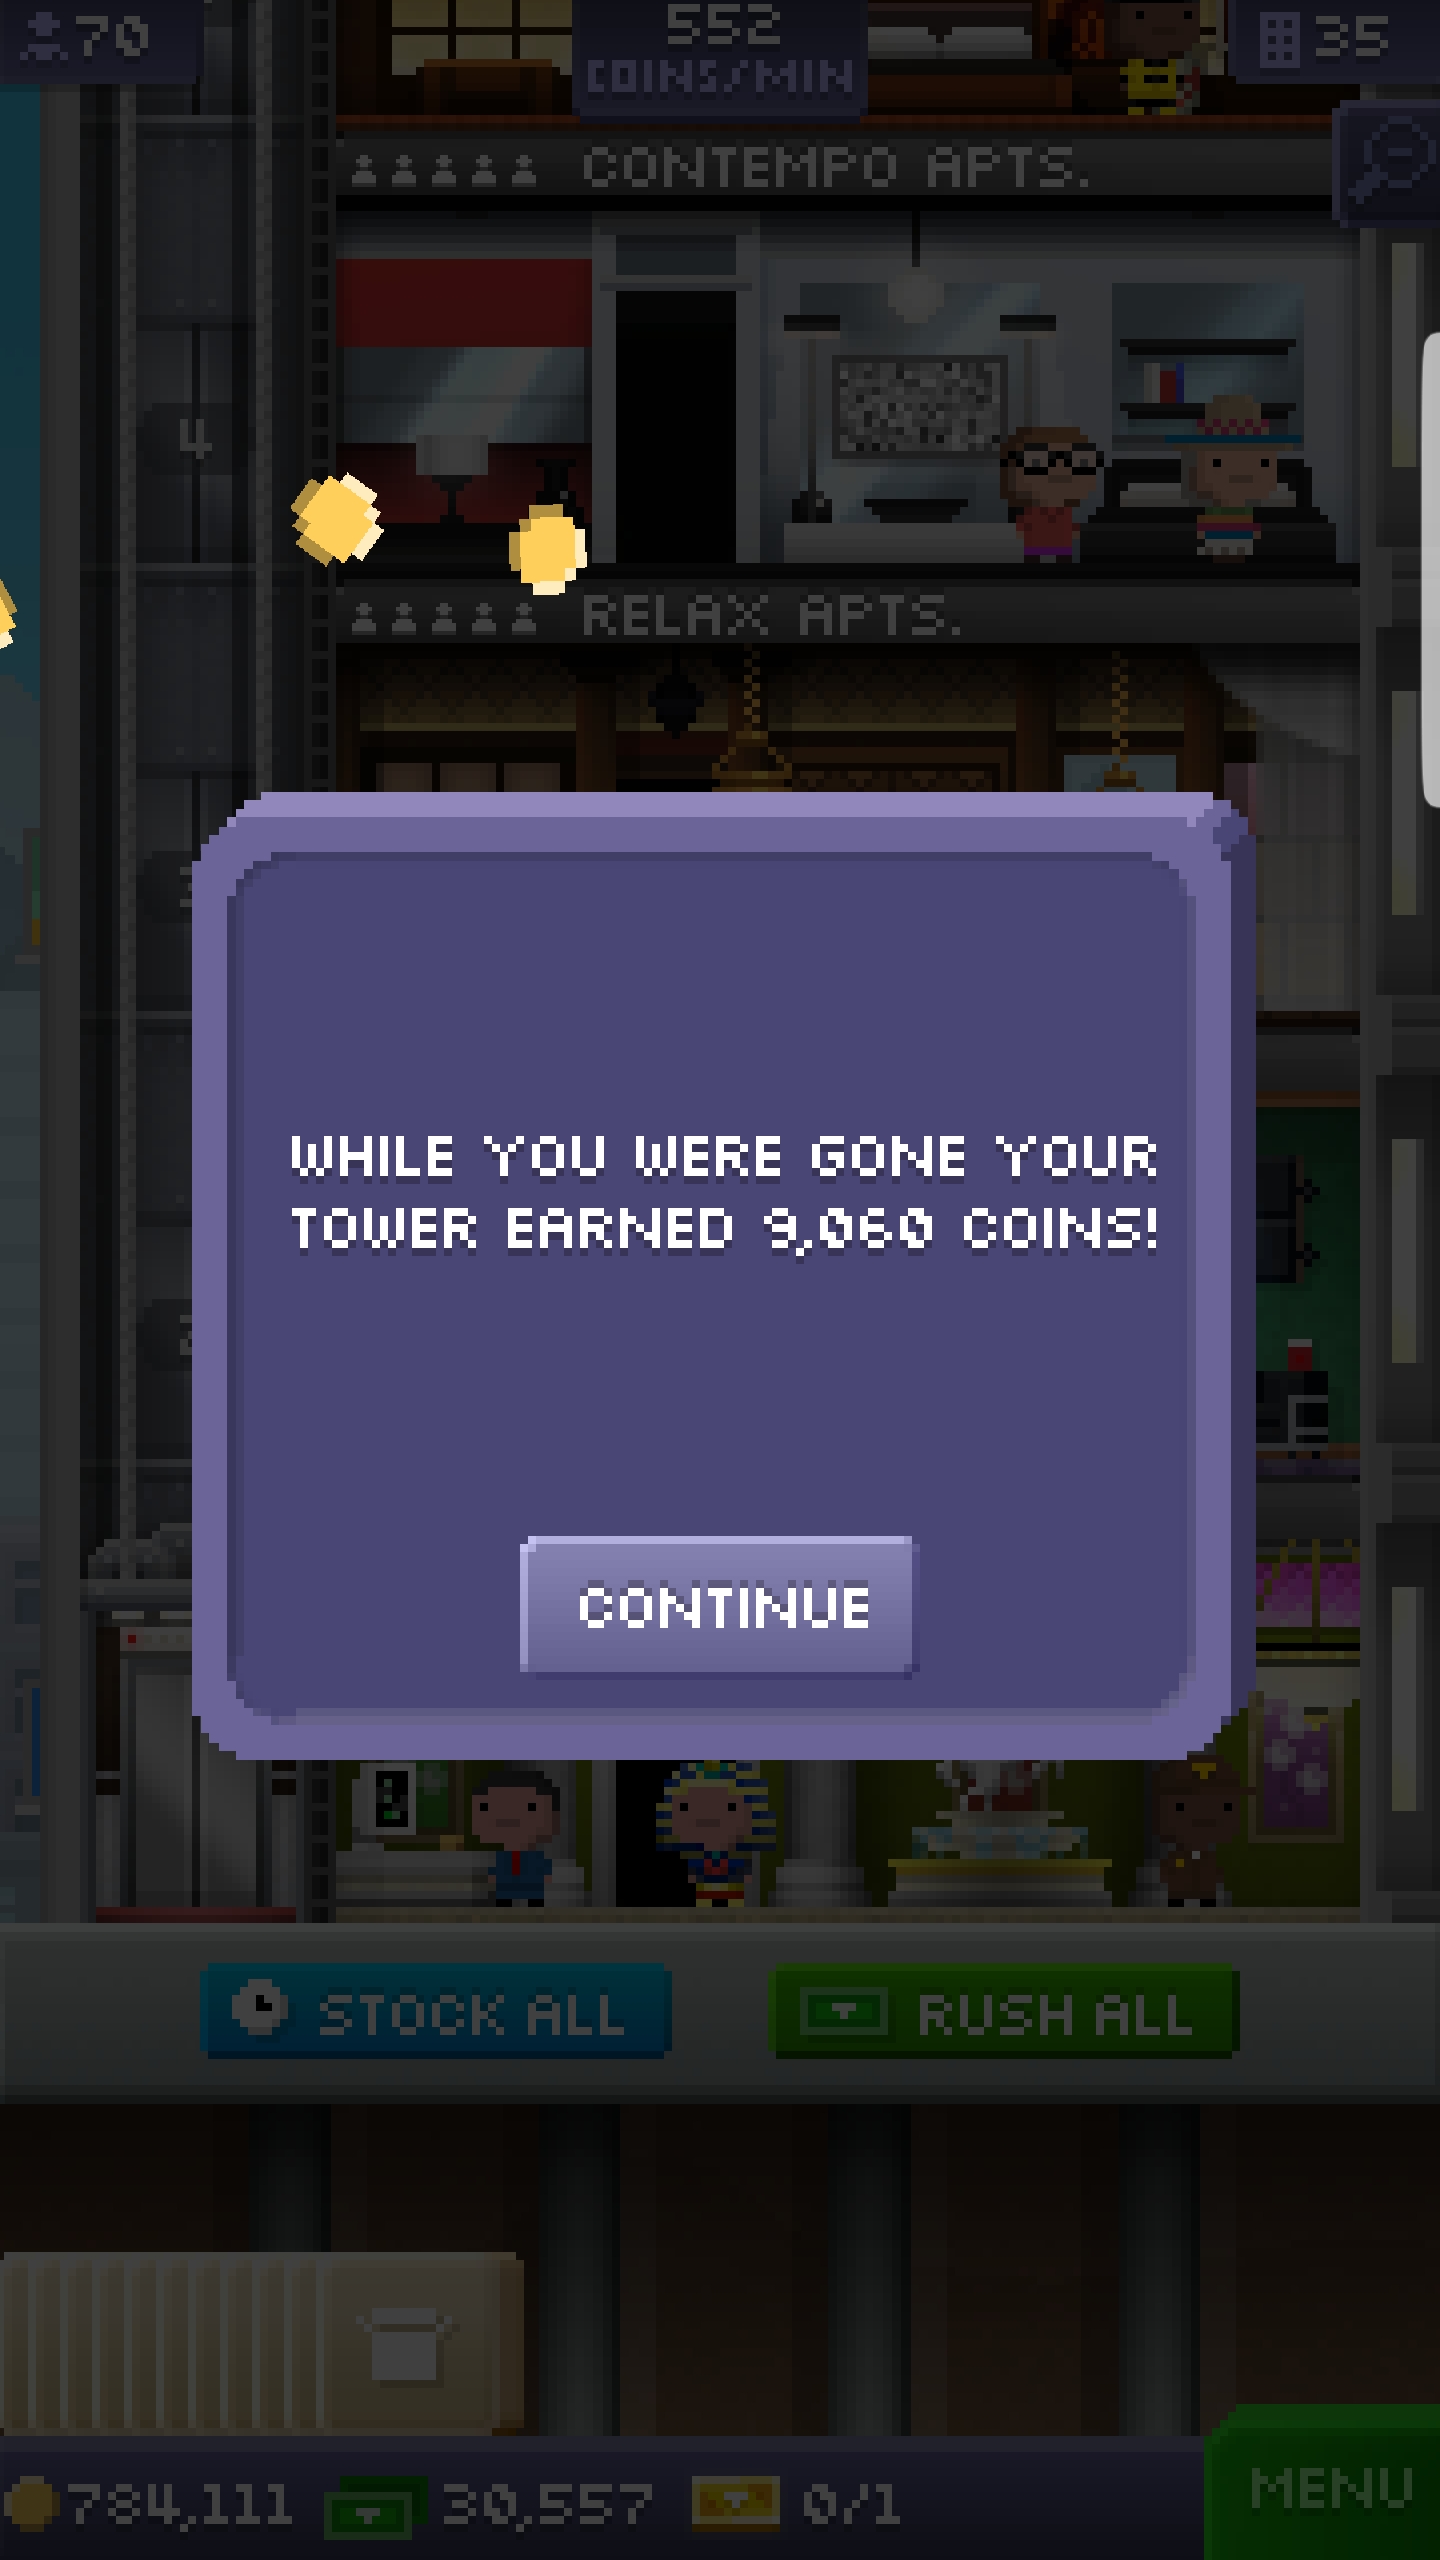 70
552
COINS/MIN
35
CONTEMPO APTS.
4
RELAX APTS.
WHILE YOU WERE GONE YOUR
TOWER EARNED 9,060 COINS!
CONTINUE
STOCK ALL
RUSH ALL
784,111
30,557
0/1
MENU